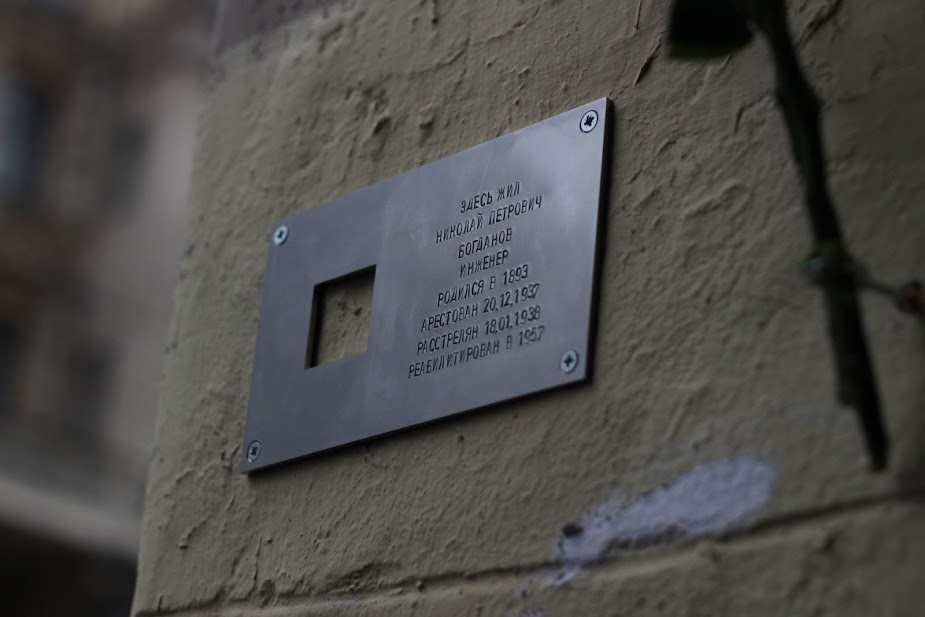 ЗДЕСЬ ЖИЛ
НИКОЛАЙ ПЕТРОВИЧ
БОГДАНОВ
ИНЖЕНЕР
РОДИЛСЯ В 1893
АРЕСТОВАН 20.12.1937
РАССТРЕЛЯН 18.01.1938
РЕАБИЛИТИРОВАН В 1957